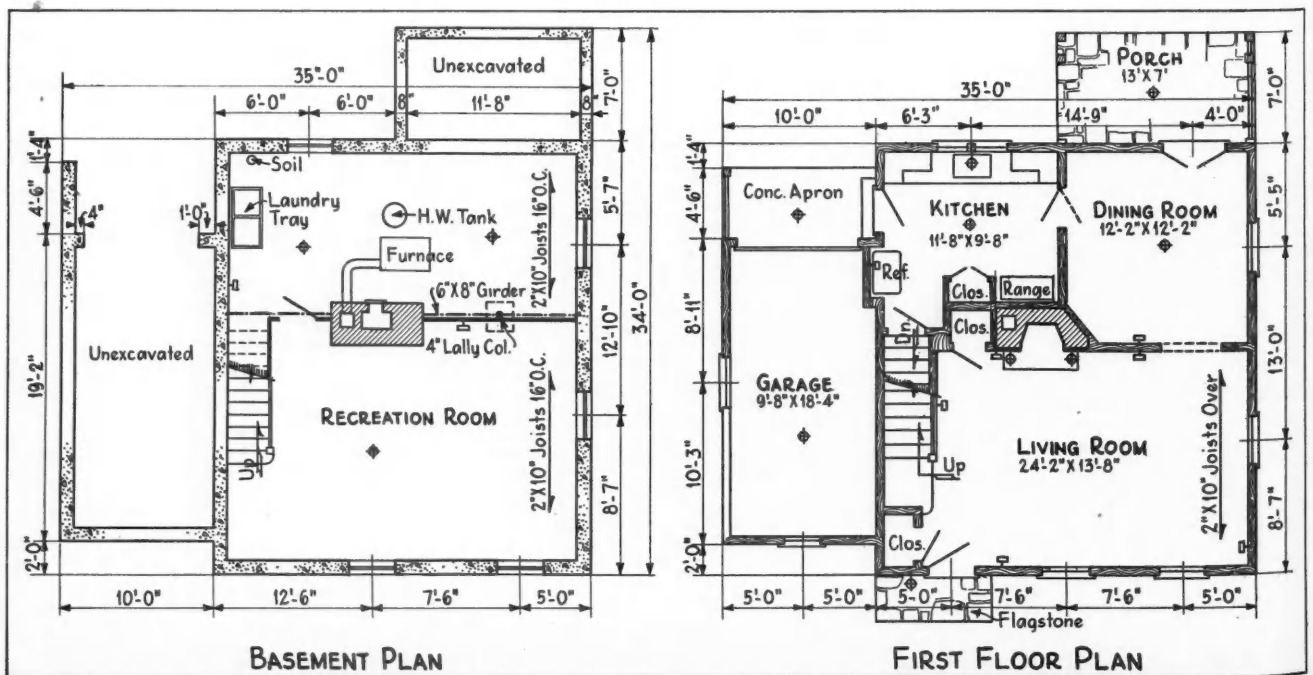 Unexcavated
35'-0"
6'-0"
6'-0"
8"
11'-8"
8"
7'-0"
1'-4"
Soil
4'-6"
4"
1'-0"
Laundry
Tray
H.W. Tank
Furnace
2"X10" Joists 16"O.C.
5'-7"
34'-0"
6"X8" Girder
12'-10"
4" Lally Col.
Unexcavated
19'-2"
RECREATION ROOM
2"X10" Joists 16"O.C.
Up
8'-7"
2'-0"
10'-0"
12'-6"
7'-6"
5'-0"
BASEMENT PLAN
PORCH
13'X7'
35'-0"
7'-0"
10'-0"
6'-3"
14'-9"
4'-0"
1'-4"
4'-6"
Conc. Apron
KITCHEN
11'-8"X9'-8"
DINING ROOM
12'-2"X12'-2"
5'-5"
Ref.
Clos.
Range
8'-11"
Dn.
Clos.
13'-0"
GARAGE
9'-8"X18'-4"
LIVING ROOM
24'-2"X13'-8"
Up
2"X10" Joists Over
10'-3"
8'-7"
Clos.
2'-0"
5'-0"
5'-0"
5'-0"
7'-6"
7'-6"
5'-0"
Flagstone
FIRST FLOOR PLAN